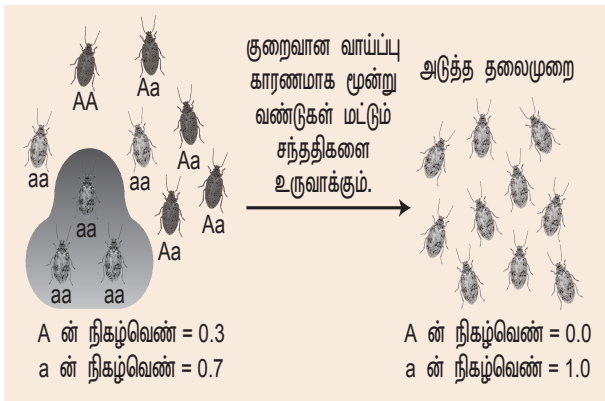 குறைவான வாய்ப்பு
காரணமாக மூன்று
வண்டுகள் மட்டும்
சந்ததிகளை
உருவாக்கும்.
அடுத்த தலைமுறை
AA
Aa
aa
aa
Aa
Aa
Aa
aa
aa
aa
A ன் நிகழ்வெண் = 0.3
a ன் நிகழ்வெண் = 0.7
A ன் நிகழ்வெண் = 0.0
a ன் நிகழ்வெண் = 1.0